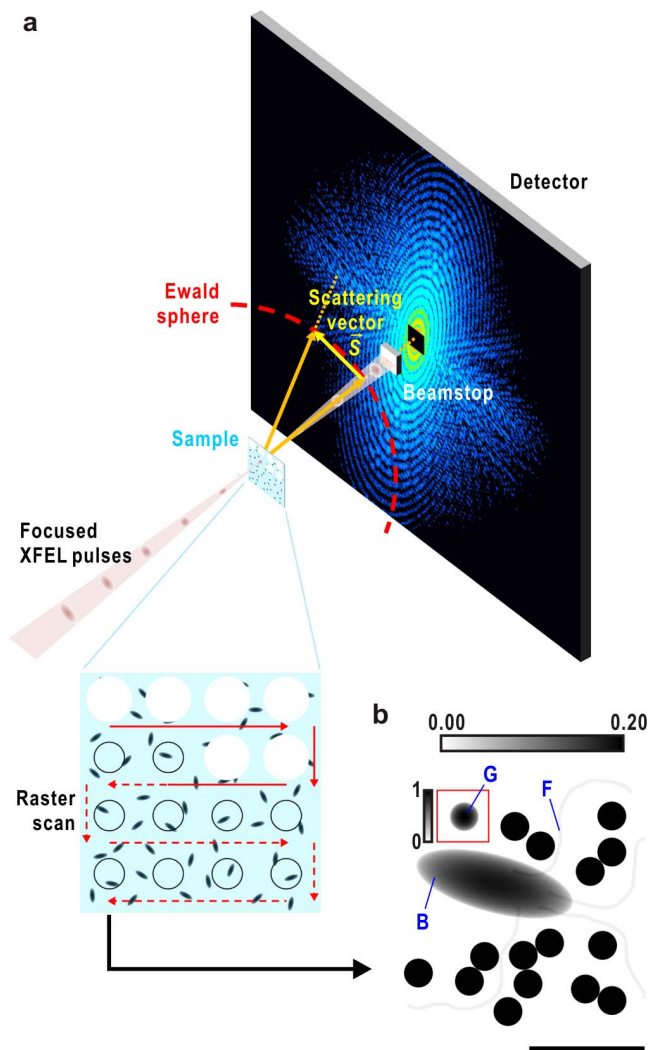 a
Detector
Ewald
sphere
Scattering
vector
S
Beamstop
Sample
Focused
XFEL pulses
Raster
scan
b
0.00 0.20
1
0
G
F
B